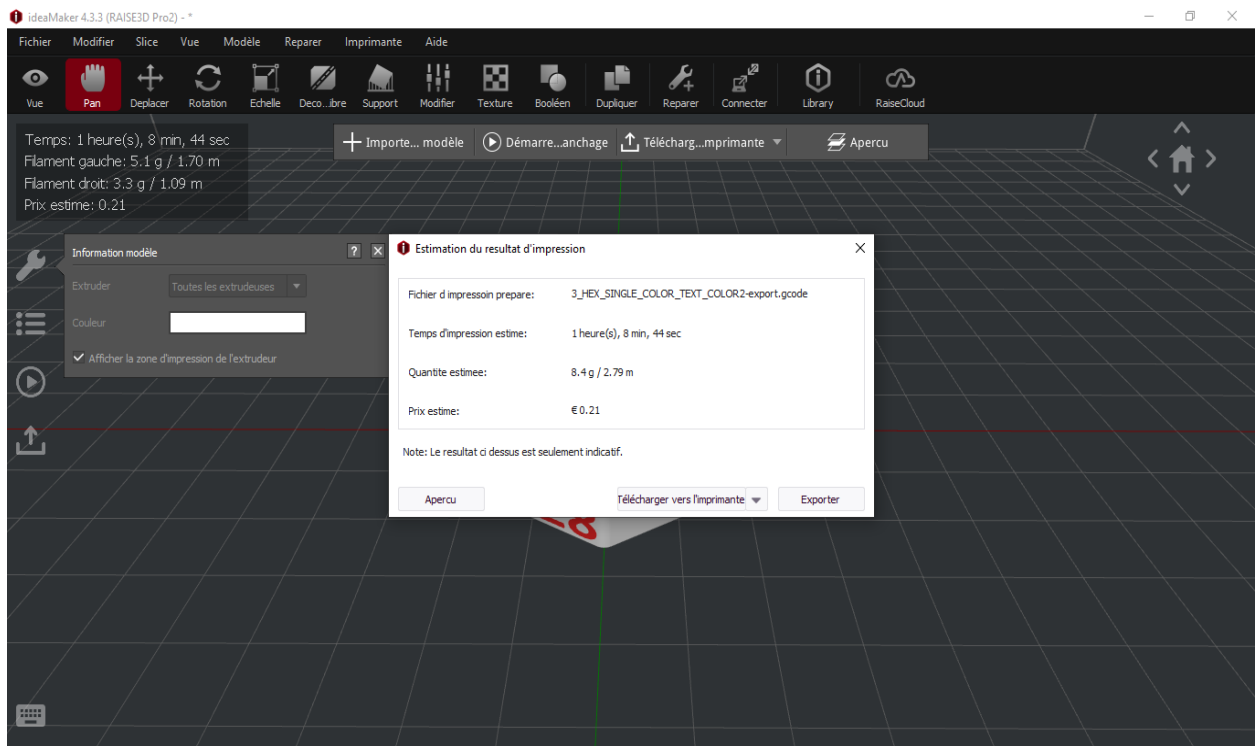 ideaMaker 4.3.3 (RAISE3D Pro2) - *
Fichier Modifier Slice Vue Modèle Reparer Imprimante Aide
Vue Pan Deplacer Rotation Echelle Deco...ibre Support Modifier Texture Booléen Dupliquer Reparer Connecter Library RaiseCloud
Temps: 1 heure(s), 8 min, 44 sec
Filament gauche: 5.1 g / 1.70 m
Filament droit: 3.3 g / 1.09 m
Prix estime: 0.21
Importe... modèle Démarre...anchage Télécharg...mprimante Apercu
Information modèle ?
Extruder Toutes les extrudeuses
Couleur
Afficher la zone d'impression de l'extrudeur
Estimation du resultat d'impression
Fichier d impressoin prepare: 3_HEX_SINGLE_COLOR_TEXT_COLOR2-export.gcode
Temps d'impression estime: 1 heure(s), 8 min, 44 sec
Quantite estimee: 8.4 g / 2.79 m
Prix estime: € 0.21
Note: Le resultat ci dessus est seulement indicatif.
Apercu Télécharger vers l'imprimante Exporter